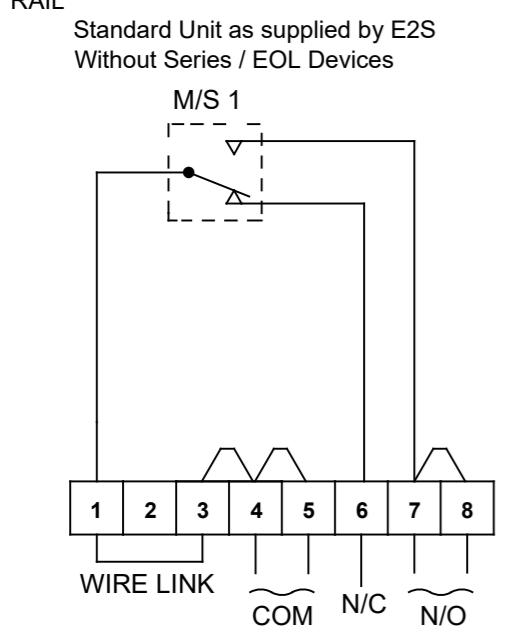 RAIL
Standard Unit as supplied by E2S
Without Series / EOL Devices
M/S 1
1 2 3 4 5 6 7 8
WIRE LINK
COM
N/C
N/O